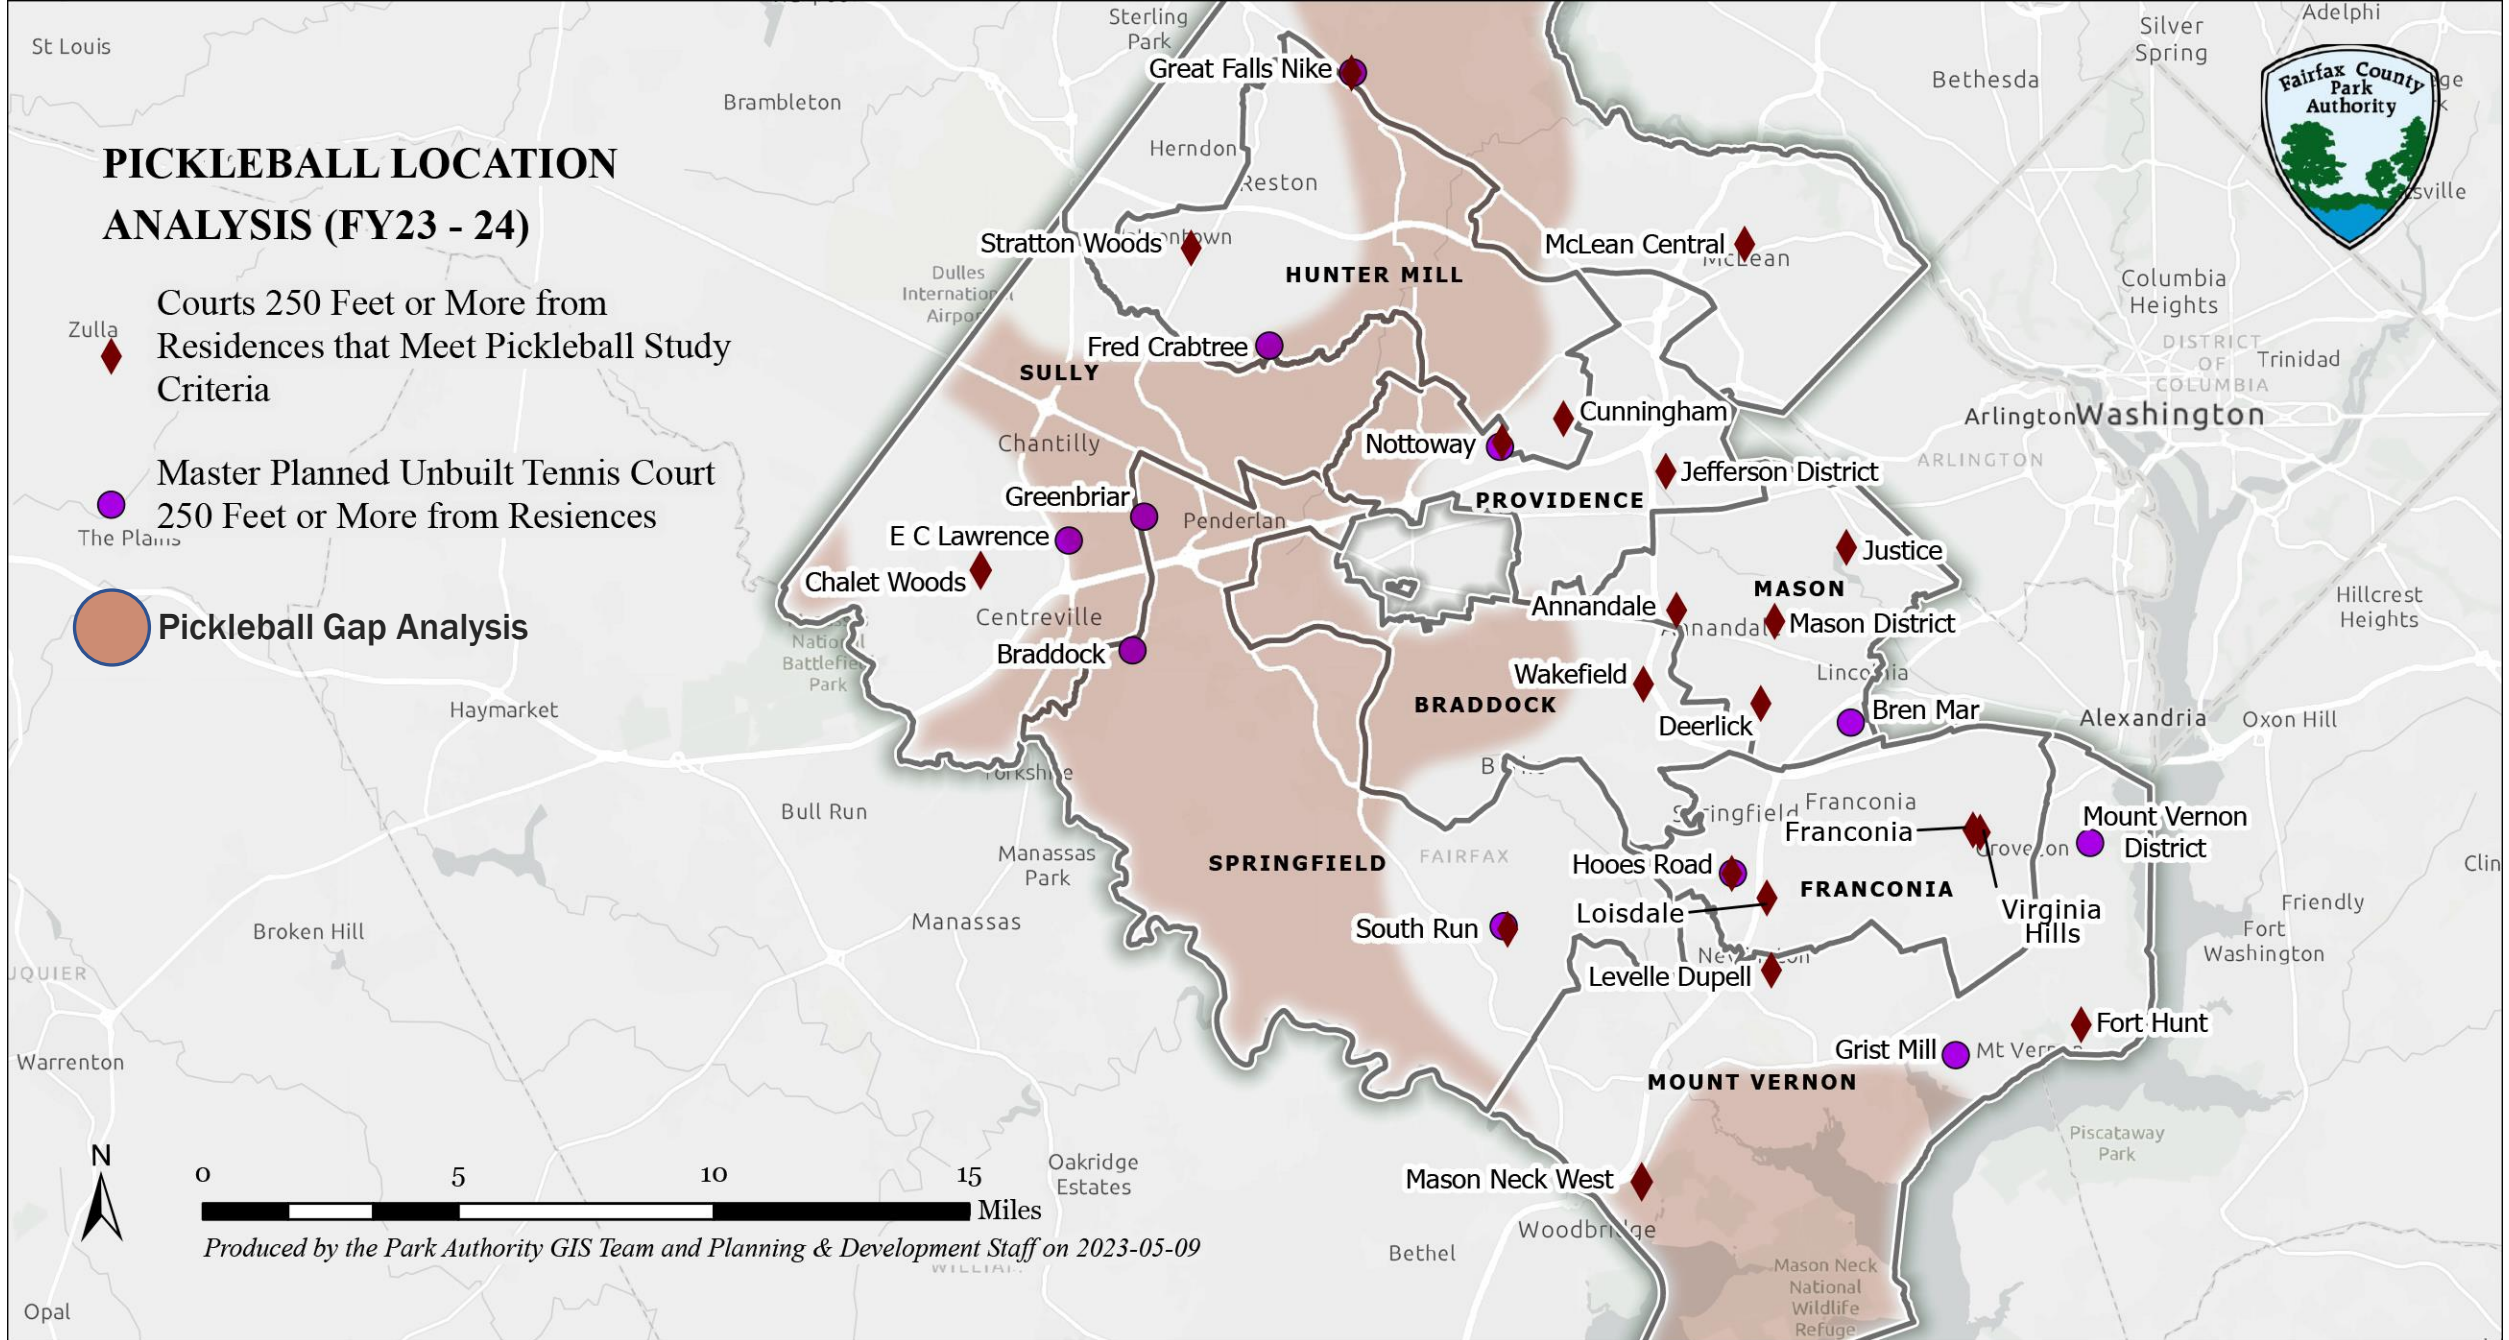 PICKLEBALL LOCATION
ANALYSIS (FY23 - 24)
Courts 250 Feet or More from
Residences that Meet Pickleball Study
Criteria
Master Planned Unbuilt Tennis Court
250 Feet or More from Resiences
Pickleball Gap Analysis
Fairfax County
Park
Authority
St Louis
Brambleton
Sterling
Park
Great Falls Nike
Herndon
Reston
Stratton Woods
HUNTER MILL
McLean Central
McLean
Bethesda
Silver
Spring
Adelphi
Columbia
Heights
DISTRICT
OF
COLUMBIA
Trinidad
Arlington
Washington
ARLINGTON
Dulles
International
Airport
Zulla
The Plains
Fred Crabtree
SULLY
Chantilly
Cunningham
Nottoway
Jefferson District
PROVIDENCE
Greenbriar
Penderlan
E C Lawrence
Chalet Woods
Centreville
Braddock
National
Battlefield
Park
Justice
MASON
Annandale
Annandale
Mason District
Lincolnia
Wakefield
BRADDOCK
Deerlick
Bren Mar
Alexandria
Oxon Hill
Hillcrest
Heights
Haymarket
Yorkshire
Bull Run
Manassas
Park
Manassas
Broken Hill
SPRINGFIELD
FAIRFAX
Springfield
Franconia
Franconia
Groveton
Mount Vernon
District
Hooes Road
FRANCONIA
Loisdale
Virginia
Hills
South Run
Levelle Dupell
Friendly
Fort
Washington
Fort Hunt
Grist Mill
MOUNT VERNON
Piscataway
Park
Mason Neck West
Woodbridge
Bethel
Mason Neck
National
Wildlife
Refuge
Oakridge
Estates
Warrenton
Opal
N
0 5 10 15
Miles
Produced by the Park Authority GIS Team and Planning & Development Staff on 2023-05-09